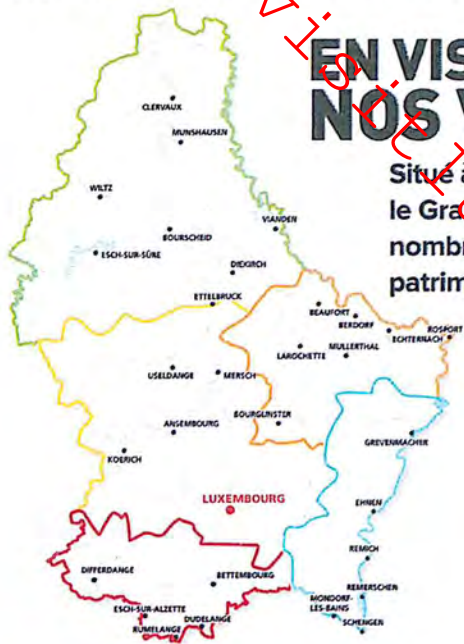 EN VIS
NOS V
Situé à
le Gra
nombr
patrim
visit
CLERVAUX
MUNSHAUSEN
WILTZ
VIANDEN
BOURSCHEID
ESCH-SUR-SÛRE
DIEKIRCH
ETTELBRUCK
BEAUFORT
BERDORF
ROSPORT
ECHTERNACH
LAROCHETTE
MULLERTHAL
USELDANGE
MERSCH
BOURGLINSTER
ANSEMBOURG
GREVENMACHER
KOERICH
LUXEMBOURG
EHNEN
REMICH
DIFFERDANGE
BETTEMBOURG
REMERSCHEN
MONDORF-
LES-BAINS
ESCH-SUR-ALZETTE
DUDELANGE
SCHENGEN
RUMELANGE